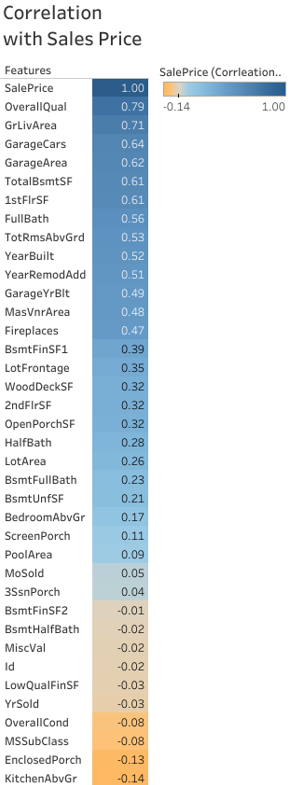 Correlation
with Sales Price
Features
SalePrice (Corrleation..
-0.14 1.00
SalePrice 1.00
OverallQual 0.79
GrLivArea 0.71
GarageCars 0.64
GarageArea 0.62
TotalBsmtSF 0.61
1stFlrSF 0.61
FullBath 0.56
TotRmsAbvGrd 0.53
YearBuilt 0.52
YearRemodAdd 0.51
GarageYrBlt 0.49
MasVnrArea 0.48
Fireplaces 0.47
BsmtFinSF1 0.39
LotFrontage 0.35
WoodDeckSF 0.32
2ndFlrSF 0.32
OpenPorchSF 0.32
HalfBath 0.28
LotArea 0.26
BsmtFullBath 0.23
BsmtUnfSF 0.21
BedroomAbvGr 0.17
ScreenPorch 0.11
PoolArea 0.09
MoSold 0.05
3SsnPorch 0.04
BsmtFinSF2 -0.01
BsmtHalfBath -0.02
MiscVal -0.02
Id -0.02
LowQualFinSF -0.03
YrSold -0.03
OverallCond -0.08
MSSubClass -0.08
EnclosedPorch -0.13
KitchenAbvGr -0.14